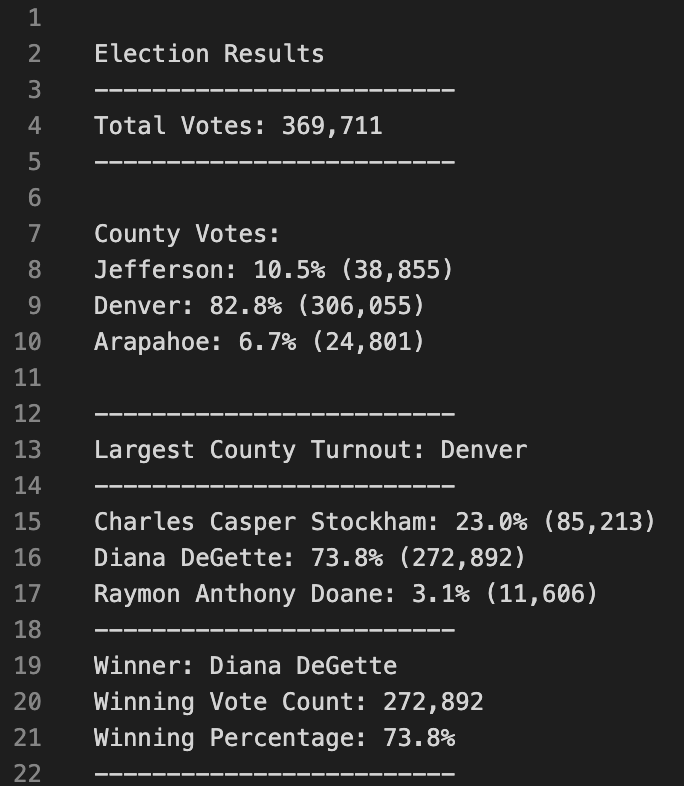 1
2 Election Results
3 -------------------------
4 Total Votes: 369,711
5 -------------------------
6
7 County Votes:
8 Jefferson: 10.5% (38,855)
9 Denver: 82.8% (306,055)
10 Arapahoe: 6.7% (24,801)
11
12 -------------------------
13 Largest County Turnout: Denver
14 -------------------------
15 Charles Casper Stockham: 23.0% (85,213)
16 Diana DeGette: 73.8% (272,892)
17 Raymon Anthony Doane: 3.1% (11,606)
18 -------------------------
19 Winner: Diana DeGette
20 Winning Vote Count: 272,892
21 Winning Percentage: 73.8%
22 -------------------------